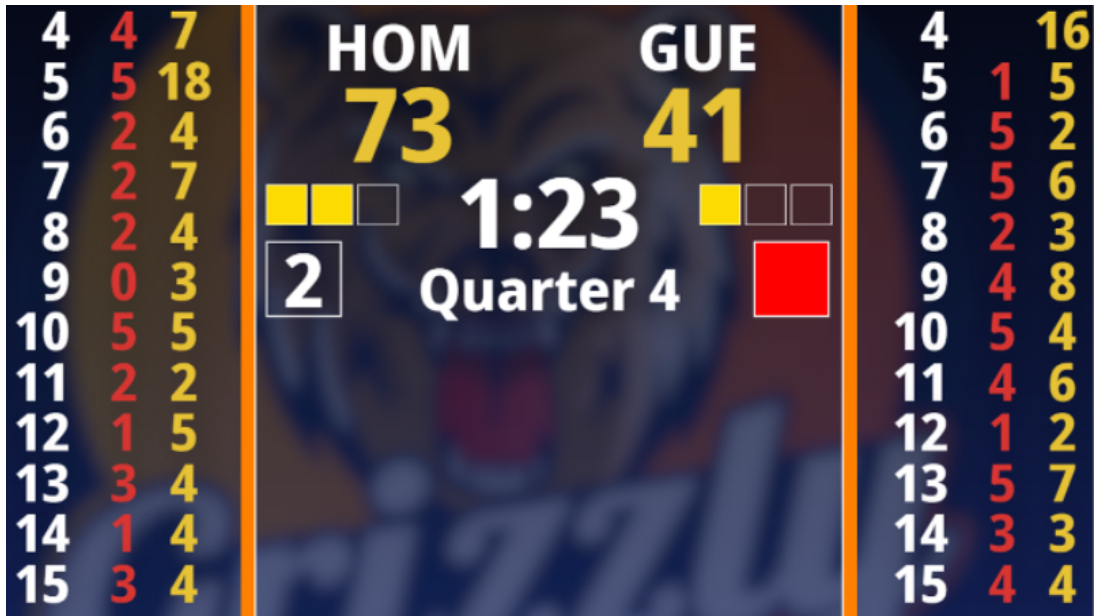 HOM GUE
73 41
1:23
2 Quarter 4
4 4 7
5 5 18
6 2 4
7 2 7
8 2 4
9 0 3
10 5 5
11 2 2
12 1 5
13 3 4
14 1 4
15 3 4
4 16
5 1 5
6 5 2
7 5 6
8 2 3
9 4 8
10 5 4
11 4 6
12 1 2
13 5 7
14 3 3
15 4 4
Grizzly